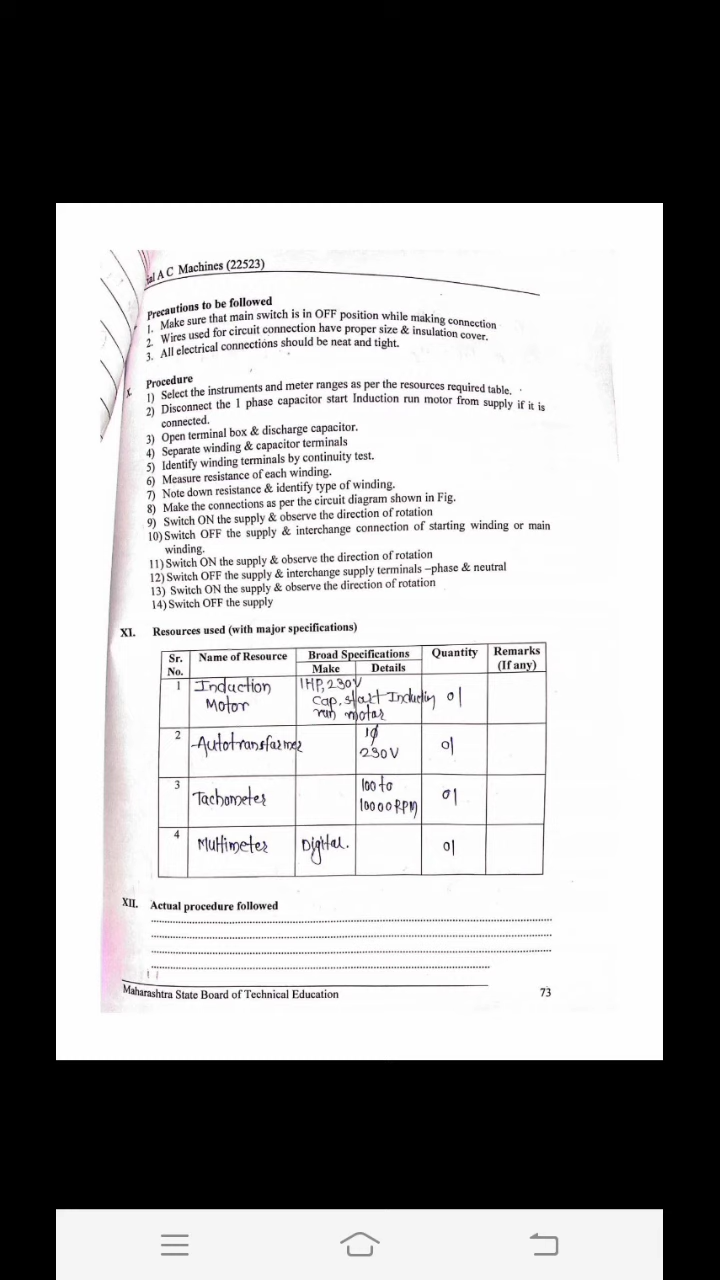 ial A C Machines (22523)
Precautions to be followed
1. Make sure that main switch is in OFF position while making connection
2. Wires used for circuit connection have proper size & insulation cover.
3. All electrical connections should be neat and tight.
X. Procedure
1) Select the instruments and meter ranges as per the resources required table.
2) Disconnect the 1 phase capacitor start Induction run motor from supply if it is
connected.
3) Open terminal box & discharge capacitor.
4) Separate winding & capacitor terminals
5) Identify winding terminals by continuity test.
6) Measure resistance of each winding.
7) Note down resistance & identify type of winding.
8) Make the connections as per the circuit diagram shown in Fig.
9) Switch ON the supply & observe the direction of rotation
10) Switch OFF the supply & interchange connection of starting winding or main
winding.
11) Switch ON the supply & observe the direction of rotation
12) Switch OFF the supply & interchange supply terminals –phase & neutral
13) Switch ON the supply & observe the direction of rotation
14) Switch OFF the supply
XI. Resources used (with major specifications)
Sr. No. Name of Resource Broad Specifications Quantity Remarks (If any)
Make Details
1 Induction Motor 1HP, 230V Cap. start Induction run motor 01
2 Autotransformer 1φ 230V 01
3 Tachometer 100 to 10000 RPM 01
4 Multimeter Digital. 01
XII. Actual procedure followed
Maharashtra State Board of Technical Education 73